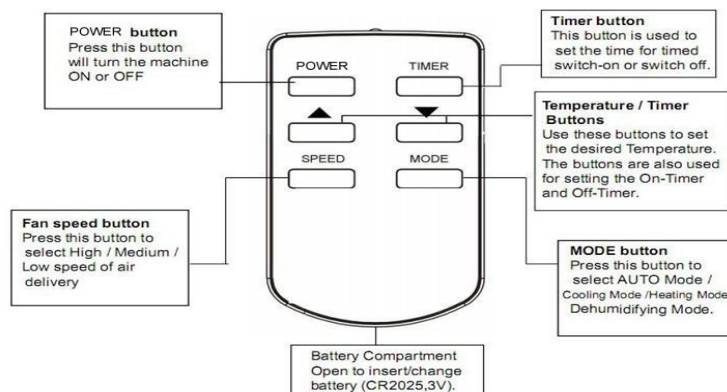 POWER button
Press this button
will turn the machine
ON or OFF
Timer button
This button is used to
set the time for timed
switch-on or switch off.
POWER
TIMER
Temperature / Timer
Buttons
Use these buttons to set
the desired Temperature.
The buttons are also used
for setting the On-Timer
and Off-Timer.
SPEED
MODE
Fan speed button
Press this button to
select High / Medium /
Low speed of air
delivery
MODE button
Press this button to
select AUTO Mode /
Cooling Mode /Heating Mode
Dehumidifying Mode.
Battery Compartment
Open to insert/change
battery (CR2025,3V).